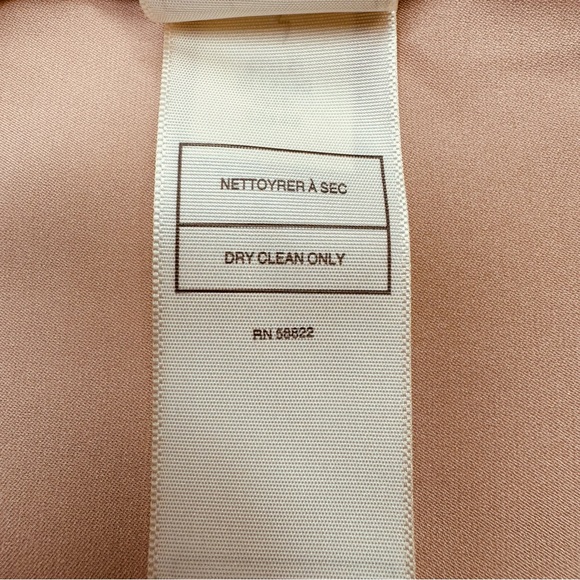 NETTOYRER À SEC
DRY CLEAN ONLY
RN 58822